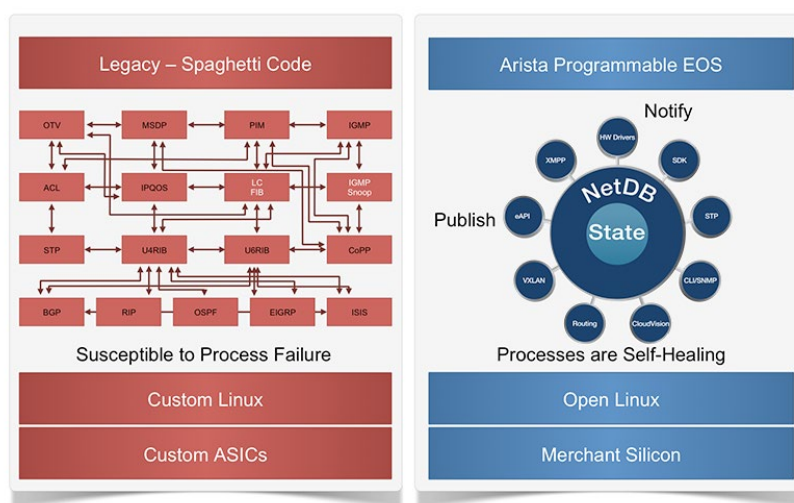 Legacy – Spaghetti Code
OTV
MSDP
PIM
IGMP
ACL
IPQOS
LC
FIB
IGMP
Snoop
STP
U4RIB
U6RIB
CoPP
BGP
RIP
OSPF
EIGRP
ISIS
Susceptible to Process Failure
Custom Linux
Custom ASICs
Arista Programmable EOS
Notify
HW Drivers
XMPP
SDK
NetDB
Publish
eAPI
State
STP
VXLAN
CLI/SNMP
Routing
CloudVision
Processes are Self-Healing
Open Linux
Merchant Silicon